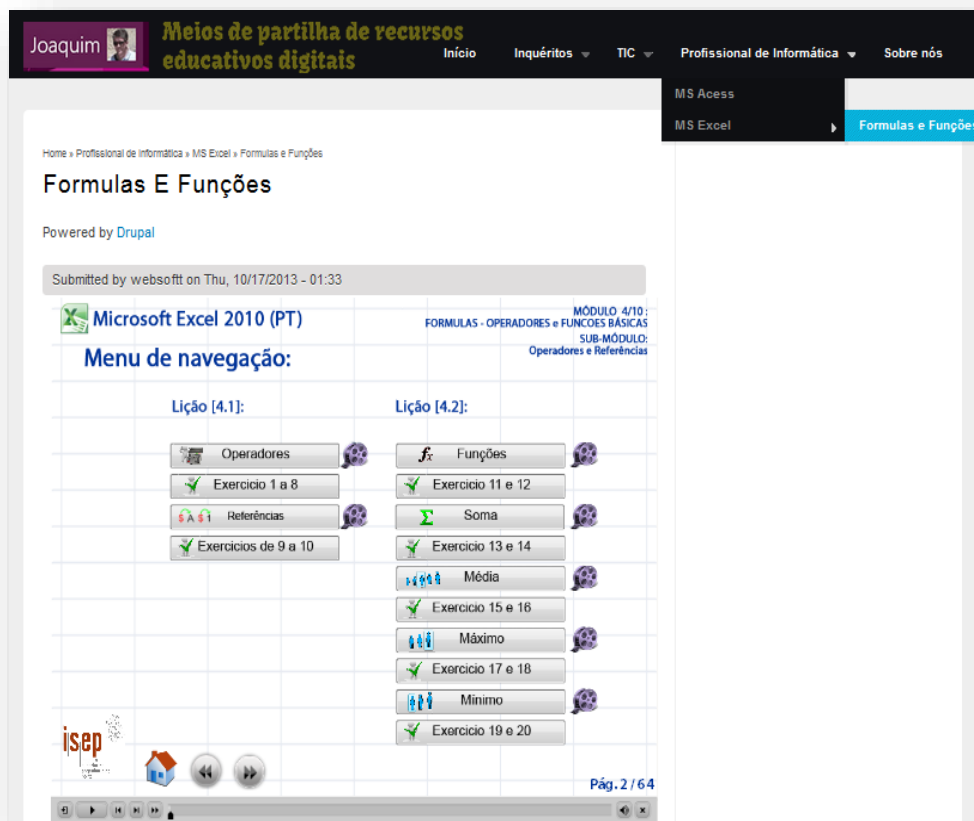 Joaquim
Meios de partilha de recursos
educativos digitais
Início Inquéritos TIC Profissional de Informática Sobre nós
MS Acess
MS Excel Formulas e Funções
Home » Profissional de Informática » MS Excel » Formulas e Funções
Formulas E Funções
Powered by Drupal
Submitted by websoftt on Thu, 10/17/2013 - 01:33
Microsoft Excel 2010 (PT)
MÓDULO 4/10 :
FORMULAS - OPERADORES e FUNCOES BÁSICAS
SUB-MÓDULO:
Operadores e Referências
Menu de navegação:
Lição [4.1]:
Operadores
Exercicio 1 a 8
$A$1 Referências
Exercicios de 9 a 10
Lição [4.2]:
fx Funções
Exercicio 11 e 12
Σ Soma
Exercicio 13 e 14
Média
Exercicio 15 e 16
Máximo
Exercicio 17 e 18
Minimo
Exercicio 19 e 20
isep
Pág. 2 / 64